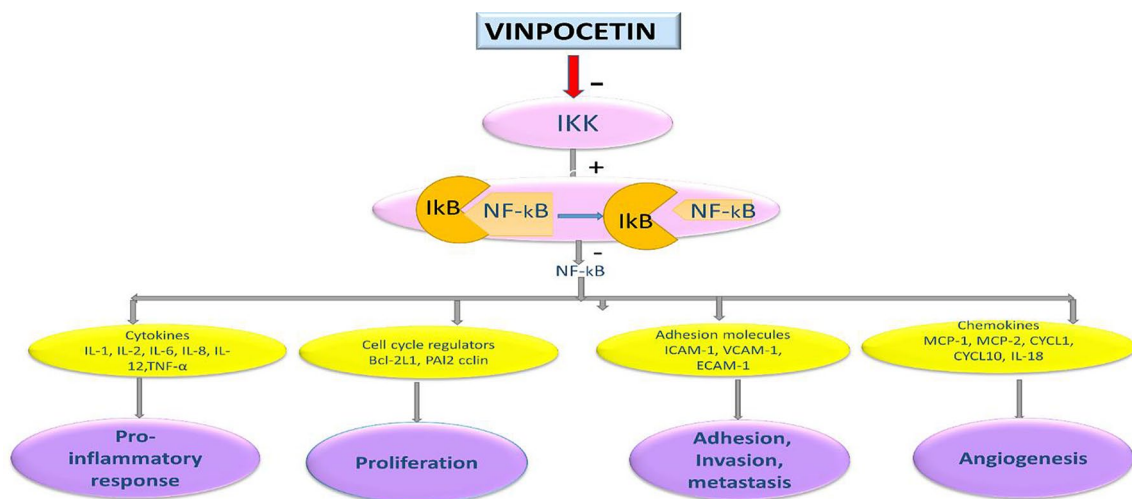 VINPOCETIN
–
IKK
+
IkB NF-kB IkB NF-kB
-
NF-kB
Cytokines
IL-1, IL-2, IL-6, IL-8, IL-
12,TNF-α
Cell cycle regulators
Bcl-2L1, PAl2 cclin
Adhesion molecules
ICAM-1, VCAM-1,
ECAM-1
Chemokines
MCP-1, MCP-2, CYCL1,
CYCL10, IL-18
Pro-
inflammatory
response
Proliferation
Adhesion,
Invasion,
metastasis
Angiogenesis